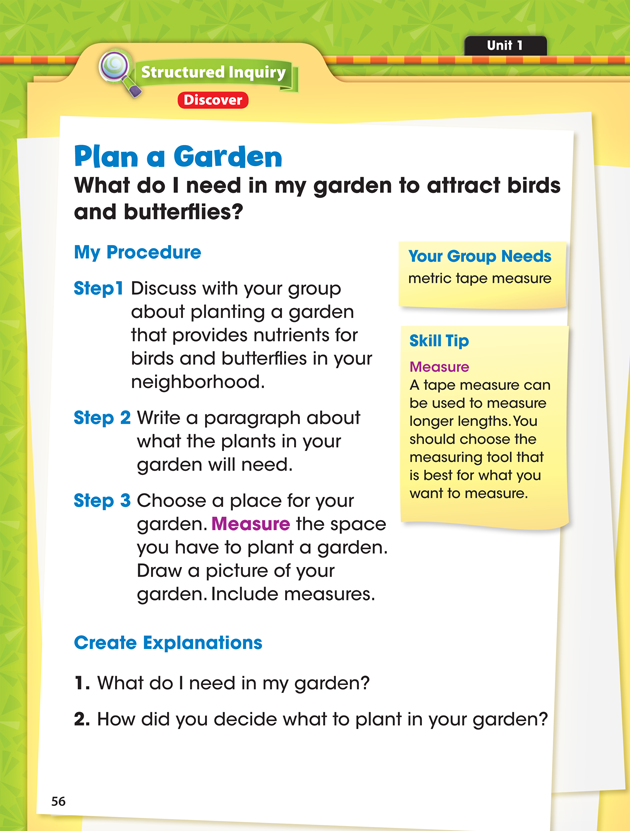 Unit 1
Structured Inquiry
Discover
Plan a Garden
What do I need in my garden to attract birds
and butterflies?
My Procedure
Step1 Discuss with your group
about planting a garden
that provides nutrients for
birds and butterflies in your
neighborhood.
Step 2 Write a paragraph about
what the plants in your
garden will need.
Step 3 Choose a place for your
garden. Measure the space
you have to plant a garden.
Draw a picture of your
garden. Include measures.
Your Group Needs
metric tape measure
Skill Tip
Measure
A tape measure can
be used to measure
longer lengths. You
should choose the
measuring tool that
is best for what you
want to measure.
Create Explanations
1. What do I need in my garden?
2. How did you decide what to plant in your garden?
56